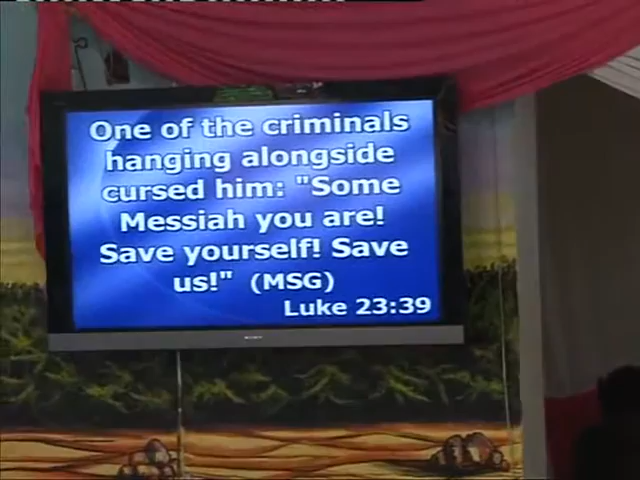 One of the criminals
hanging alongside
cursed him: "Some
Messiah you are!
Save yourself! Save
us!" (MSG)
Luke 23:39